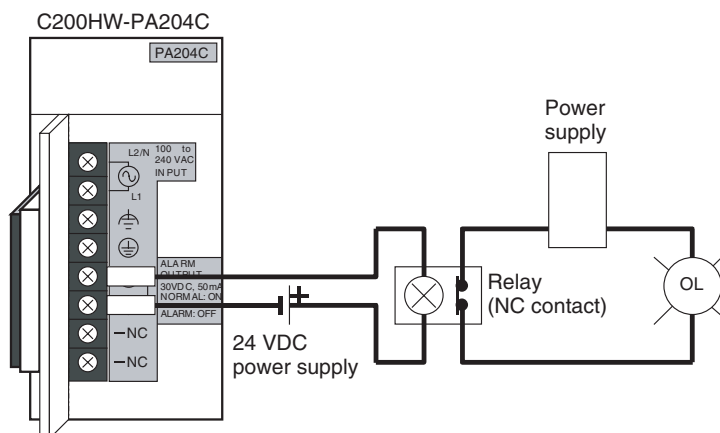 C200HW-PA204C
PA204C
L2/N
100 to
240 VAC
INPUT
L1
ALARM
OUTPUT
30VDC, 50mA
NORMAL: ON
ALARM: OFF
NC
NC
24 VDC
power supply
Relay
(NC contact)
Power
supply
OL